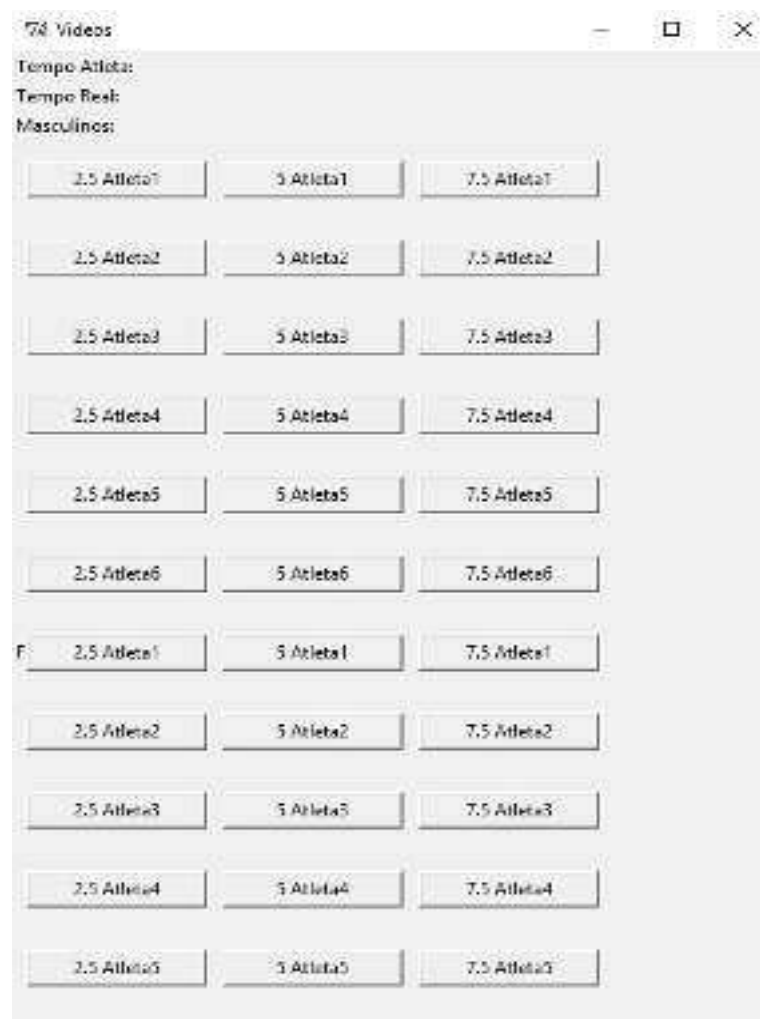 Videos
Tempo Atleta:
Tempo Real:
Masculinos:
2.5 Atleta1 5 Atleta1 7.5 Atleta1
2.5 Atleta2 5 Atleta2 7.5 Atleta2
2.5 Atleta3 5 Atleta3 7.5 Atleta3
2.5 Atleta4 5 Atleta4 7.5 Atleta4
2.5 Atleta5 5 Atleta5 7.5 Atleta5
2.5 Atleta6 5 Atleta6 7.5 Atleta6
F 2.5 Atleta1 5 Atleta1 7.5 Atleta1
2.5 Atleta2 5 Atleta2 7.5 Atleta2
2.5 Atleta3 5 Atleta3 7.5 Atleta3
2.5 Atleta4 5 Atleta4 7.5 Atleta4
2.5 Atleta5 5 Atleta5 7.5 Atleta5